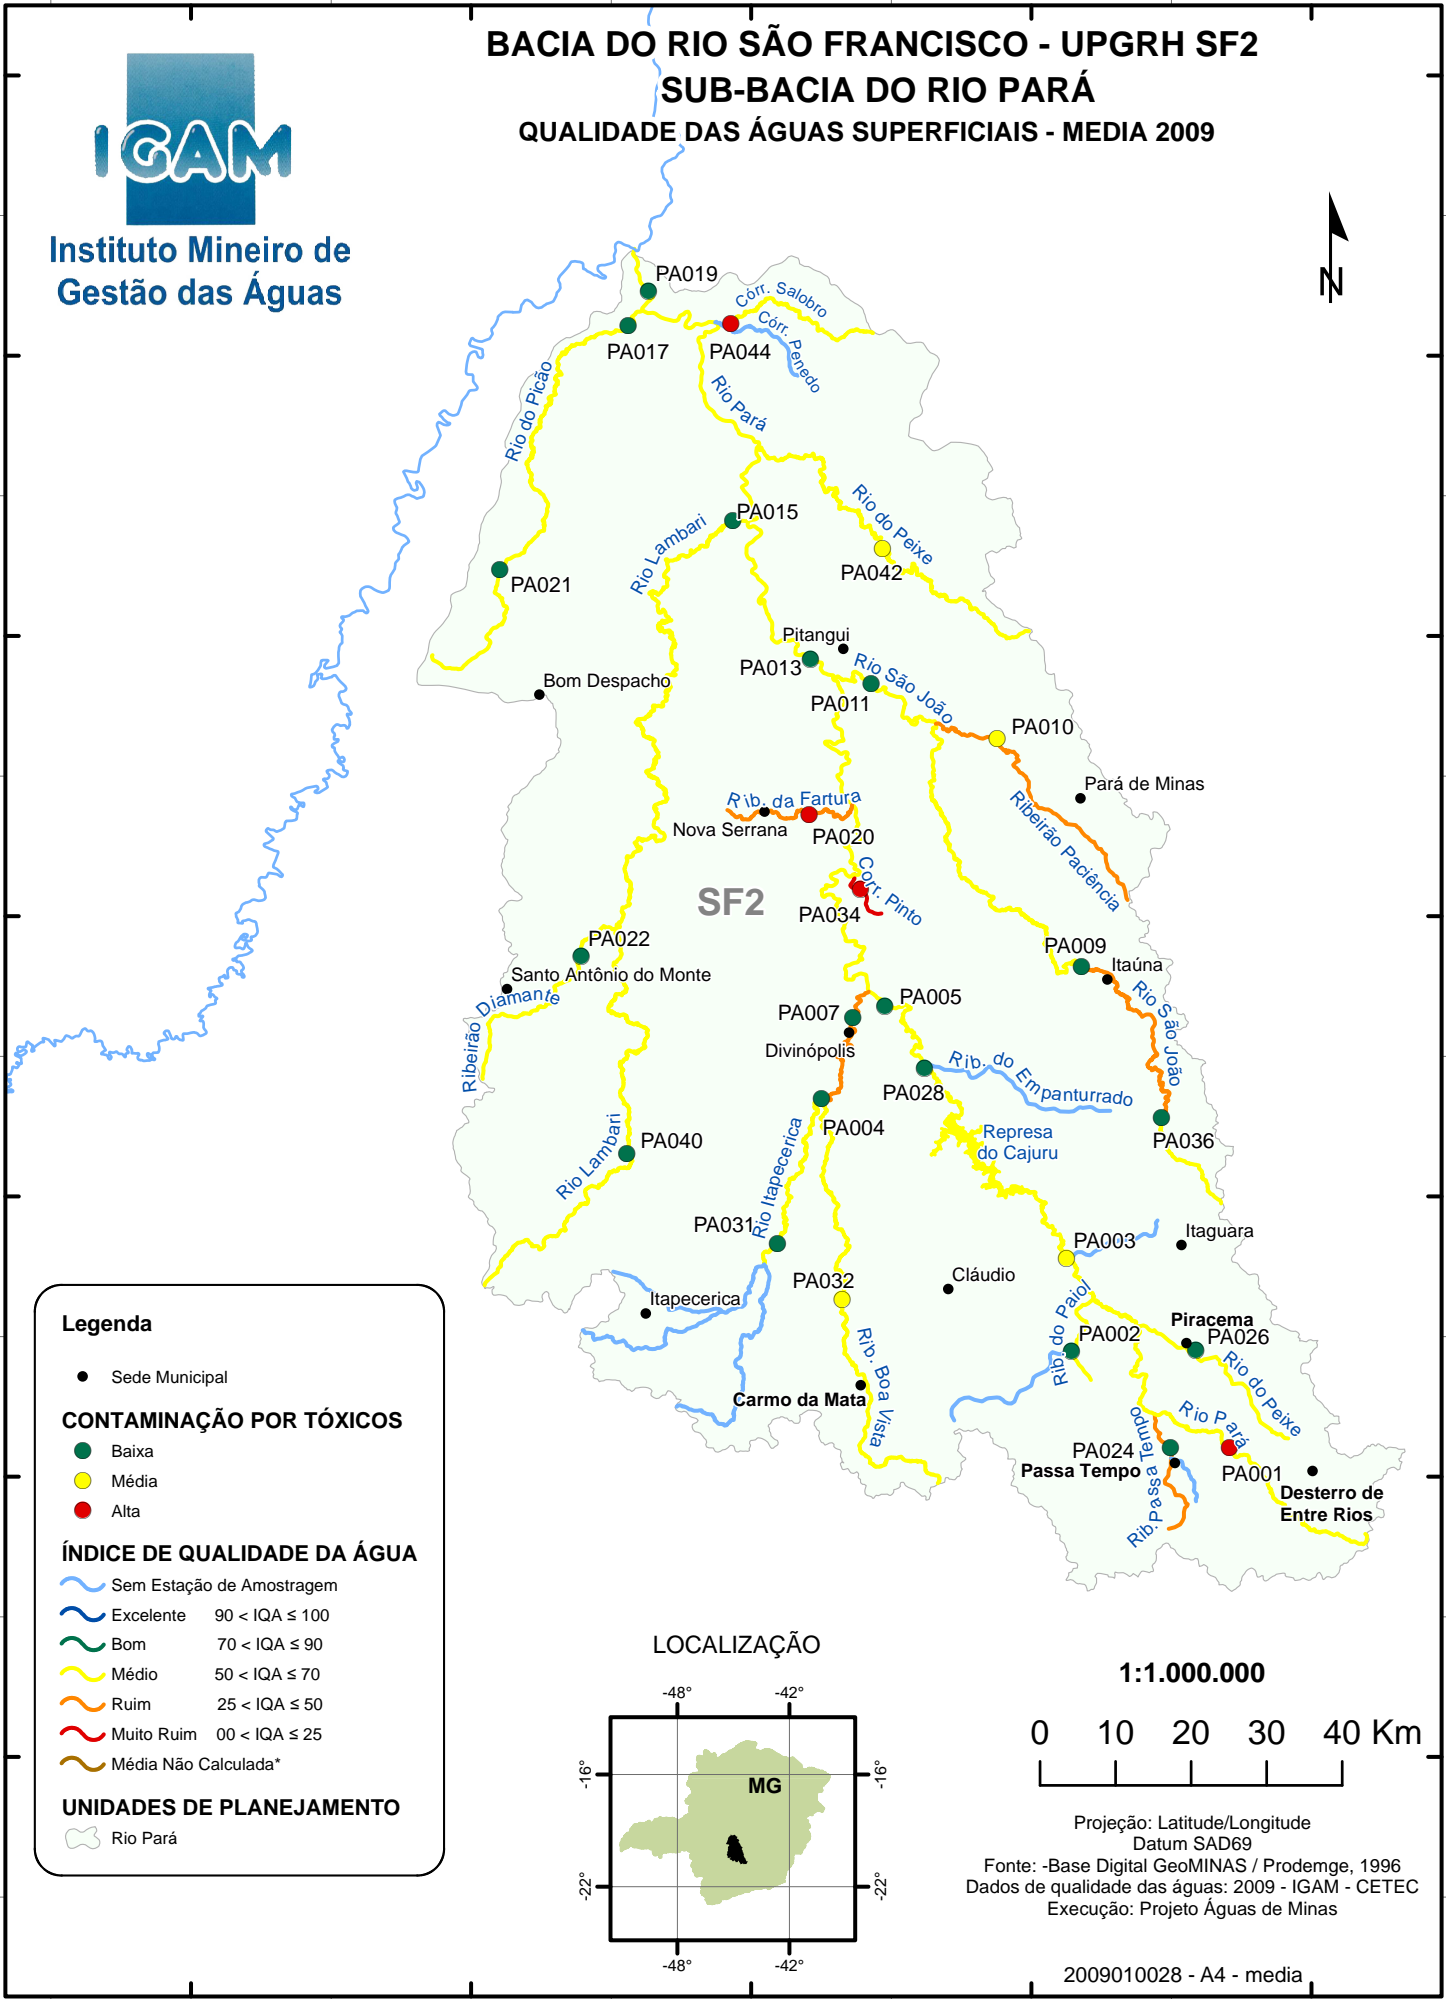 BACIA DO RIO SÃO FRANCISCO - UPGRH SF2
SUB-BACIA DO RIO PARÁ
QUALIDADE DAS ÁGUAS SUPERFICIAIS - MEDIA 2009
IGAM
Instituto Mineiro de
Gestão das Águas
N
PA019
Córr. Salobro
Córr. Penedo
PA017
PA044
Rio do Picão
Rio Pará
PA015
Rio Lambari
Rio do Peixe
PA042
PA021
Pitangui
PA013
Rio São João
PA011
Bom Despacho
PA010
Pará de Minas
Rib. da Fartura
Nova Serrana
PA020
Ribeirão Paciência
Corr. Pinto
SF2
PA034
PA022
PA009
Itaúna
Santo Antônio do Monte
Ribeirão Diamante
PA005
PA007
Rio São João
Divinópolis
Rib. do Empanturrado
PA028
PA004
PA036
Represa
do Cajuru
PA040
Rio Lambari
Rio Itapecerica
PA031
PA003
Itaguara
PA032
Cláudio
Itapecerica
Rib. do Paiol
Piracema
PA002
PA026
Rib. Boa Vista
Rio do Peixe
Carmo da Mata
Rio Pará
PA024
Passa Tempo
Rib. Passa Tempo
PA001
Desterro de
Entre Rios
Legenda
Sede Municipal
CONTAMINAÇÃO POR TÓXICOS
Baixa
Média
Alta
ÍNDICE DE QUALIDADE DA ÁGUA
Sem Estação de Amostragem
Excelente 90 < IQA ≤ 100
Bom 70 < IQA ≤ 90
Médio 50 < IQA ≤ 70
Ruim 25 < IQA ≤ 50
Muito Ruim 00 < IQA ≤ 25
Média Não Calculada*
UNIDADES DE PLANEJAMENTO
Rio Pará
LOCALIZAÇÃO
-48° -42°
-16° MG -16°
-22° -22°
-48° -42°
1:1.000.000
0 10 20 30 40 Km
Projeção: Latitude/Longitude
Datum SAD69
Fonte: -Base Digital GeoMINAS / Prodemge, 1996
Dados de qualidade das águas: 2009 - IGAM - CETEC
Execução: Projeto Águas de Minas
2009010028 - A4 - media